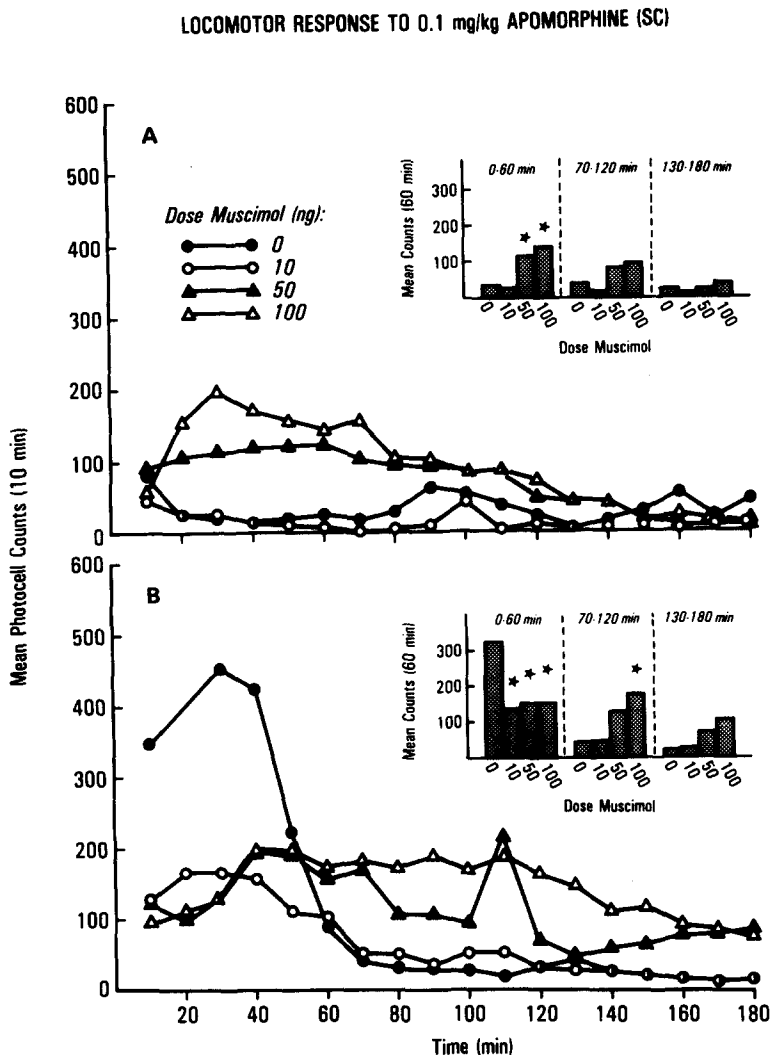 LOCOMOTOR RESPONSE TO 0.1 mg/kg APOMORPHINE (SC)
Mean Photocell Counts (10 min)
A
600
500
400
300
200
100
0
Dose Muscimol (ng):
0
10
50
100
Mean Counts (60 min)
300
200
100
0-60 min
70-120 min
130-180 min
0 10 50 100 0 10 50 100 0 10 50 100
Dose Muscimol
B
600
500
400
300
200
100
0
Mean Counts (60 min)
300
200
100
0-60 min
70-120 min
130-180 min
0 10 50 100 0 10 50 100 0 10 50 100
Dose Muscimol
20 40 60 80 100 120 140 160 180
Time (min)